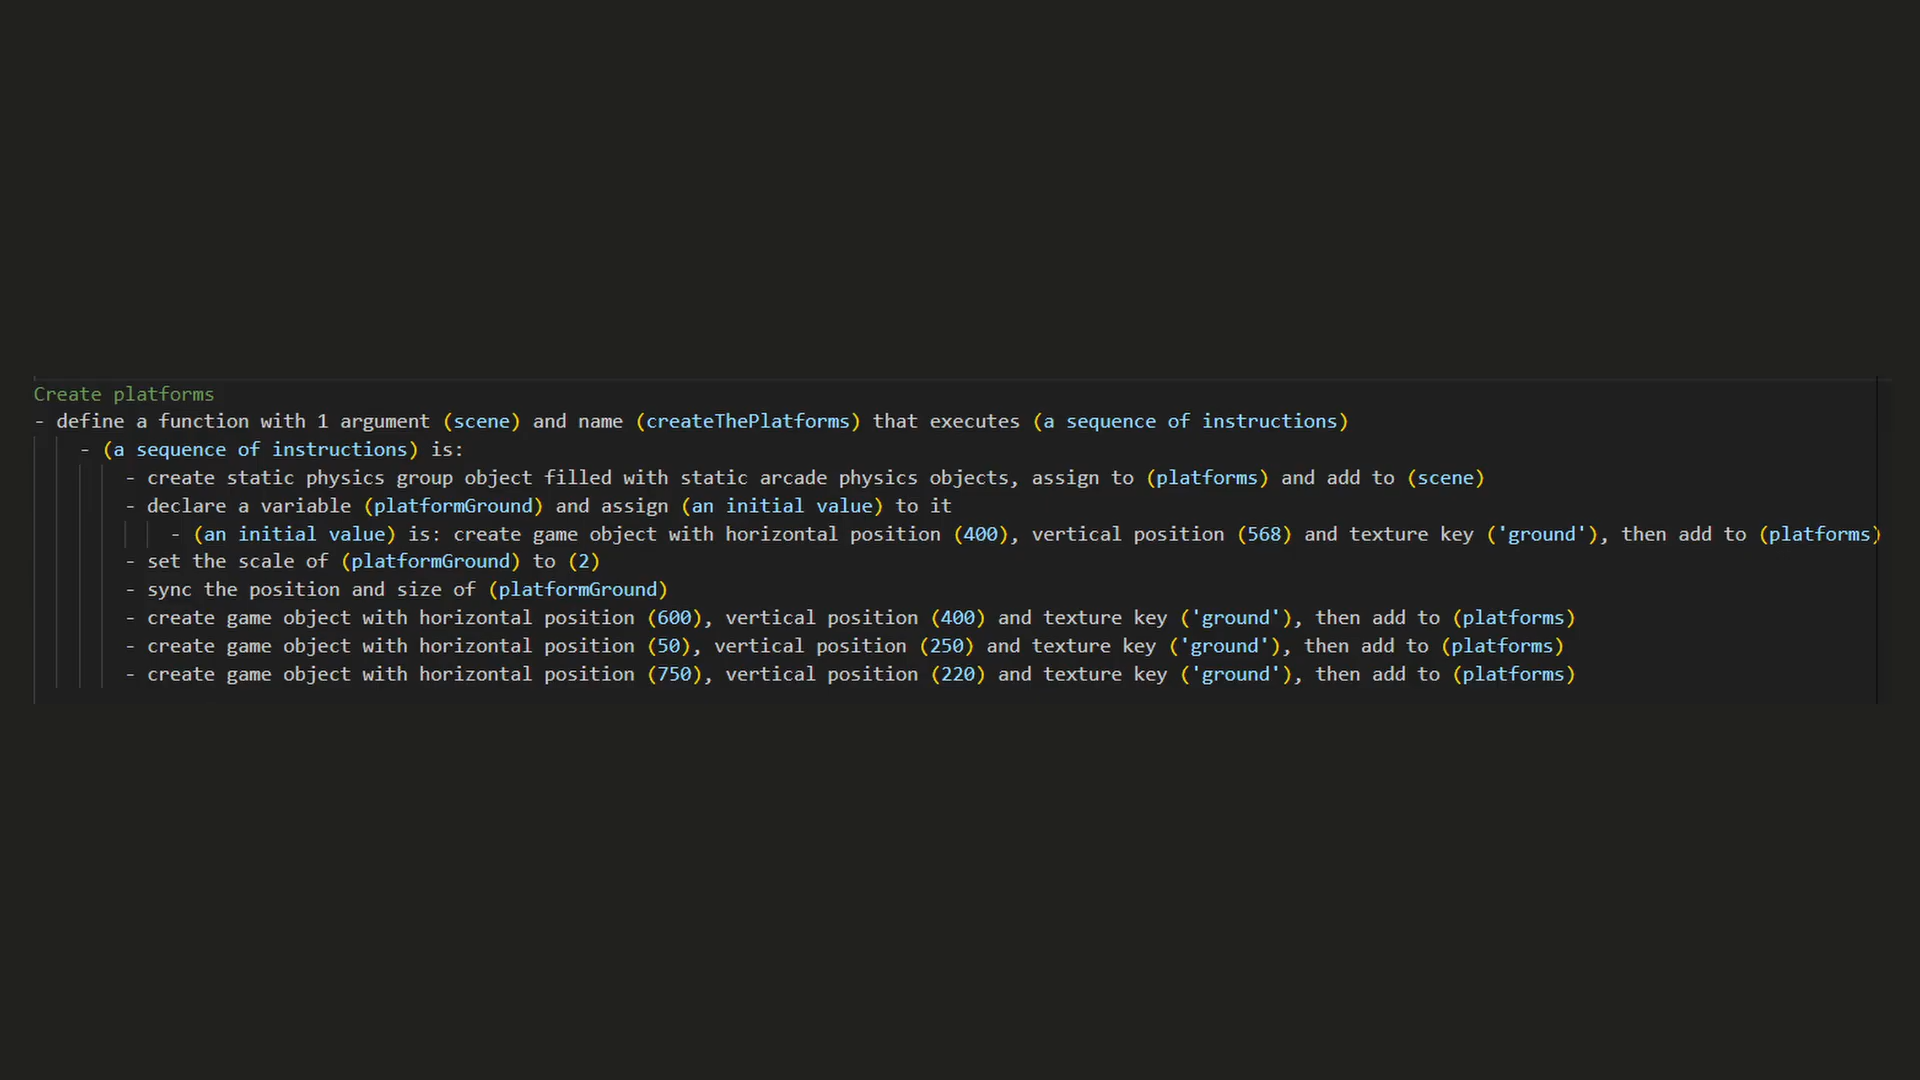 Create platforms
- define a function with 1 argument (scene) and name (createThePlatforms) that executes (a sequence of instructions)
- (a sequence of instructions) is:
- create static physics group object filled with static arcade physics objects, assign to (platforms) and add to (scene)
- declare a variable (platformGround) and assign (an initial value) to it
- (an initial value) is: create game object with horizontal position (400), vertical position (568) and texture key ('ground'), then add to (platforms)
- set the scale of (platformGround) to (2)
- sync the position and size of (platformGround)
- create game object with horizontal position (600), vertical position (400) and texture key ('ground'), then add to (platforms)
- create game object with horizontal position (50), vertical position (250) and texture key ('ground'), then add to (platforms)
- create game object with horizontal position (750), vertical position (220) and texture key ('ground'), then add to (platforms)